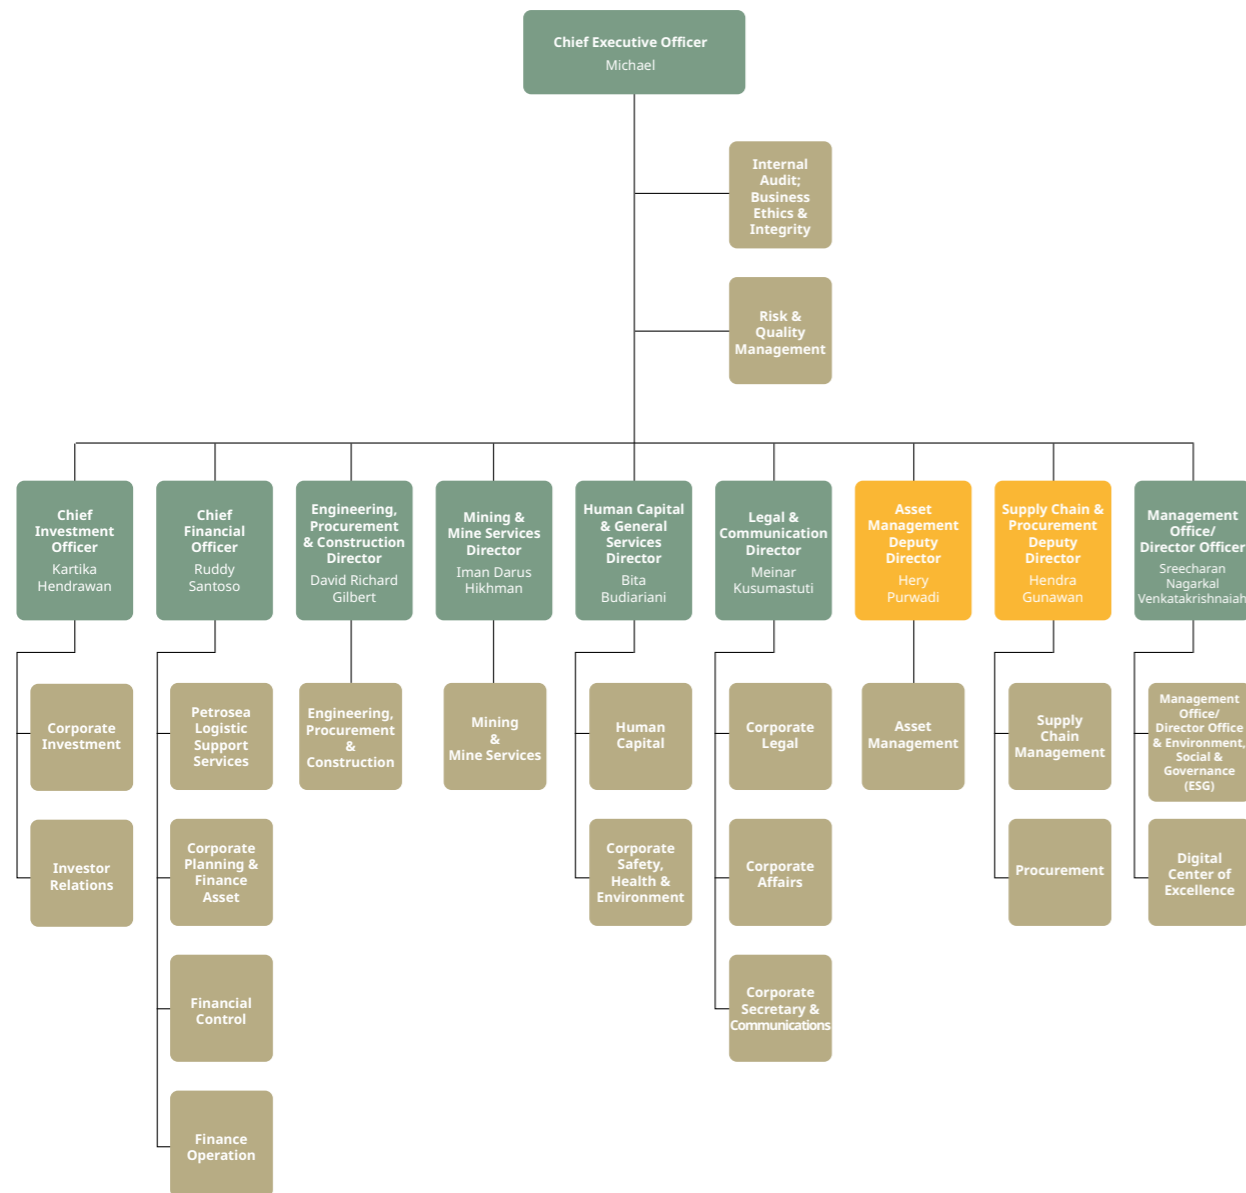 Chief Executive Officer
Michael
Internal
Audit;
Business
Ethics &
Integrity
Risk &
Quality
Management
Chief
Investment
Officer
Kartika
Hendrawan
Chief
Financial
Officer
Ruddy
Santoso
Engineering,
Procurement
& Construction
Director
David Richard
Gilbert
Mining &
Mine Services
Director
Iman Darus
Hikhman
Human Capital
& General
Services
Director
Bita
Budiariani
Legal &
Communication
Director
Meinar
Kusumastuti
Asset
Management
Deputy
Director
Hery
Purwadi
Supply Chain &
Procurement
Deputy
Director
Hendra
Gunawan
Management
Office/
Director Officer
Sreecharan
Nagarkal
Venkatakrishnaiah
Corporate
Investment
Petrosea
Logistic
Support
Services
Engineering,
Procurement
&
Construction
Mining
&
Mine Services
Human
Capital
Corporate
Legal
Asset
Management
Supply
Chain
Management
Management
Office/
Director Office
& Environment,
Social &
Governance
(ESG)
Investor
Relations
Corporate
Planning &
Finance
Asset
Corporate
Safety,
Health &
Environment
Corporate
Affairs
Procurement
Digital
Center of
Excellence
Financial
Control
Corporate
Secretary &
Communications
Finance
Operation